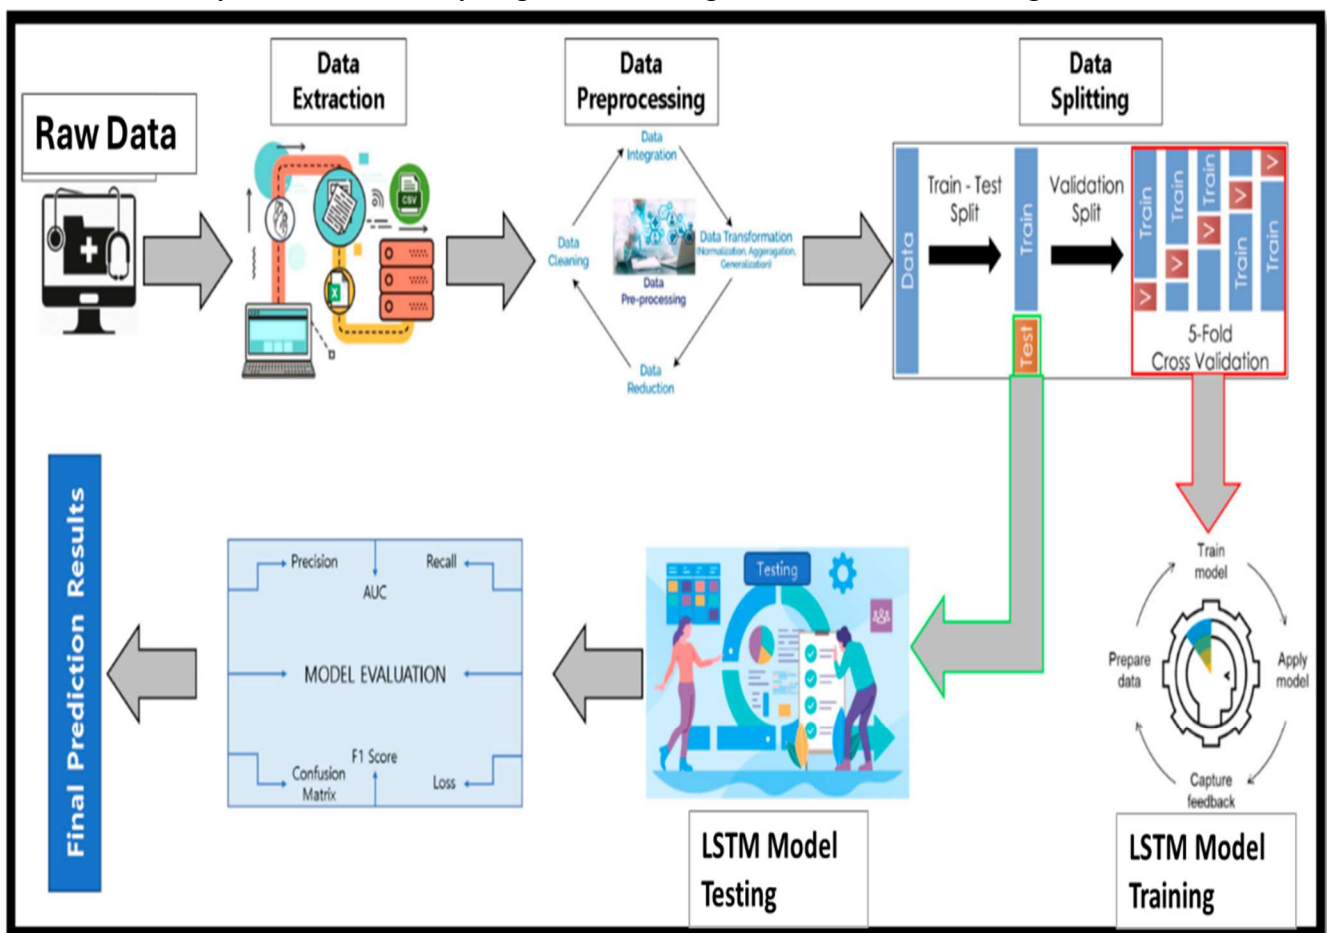 Raw Data
Data
Extraction
CSV
X
Data
Preprocessing
Data
Integration
Data Transformation
(Normalization, Aggeragation,
Generalization)
Data
Cleaning
Data
Pre-processing
Data
Reduction
Data
Splitting
Data
Train - Test
Split
Train
Test
Validation
Split
Train
V
Train
V
Train
V
V
Train
V
Train
5-Fold
Cross Validation
Train
model
Apply
model
Capture
feedback
Prepare
data
LSTM Model
Training
Testing
LSTM Model
Testing
Precision
Recall
AUC
MODEL EVALUATION
F1 Score
Confusion
Matrix
Loss
Final Prediction Results